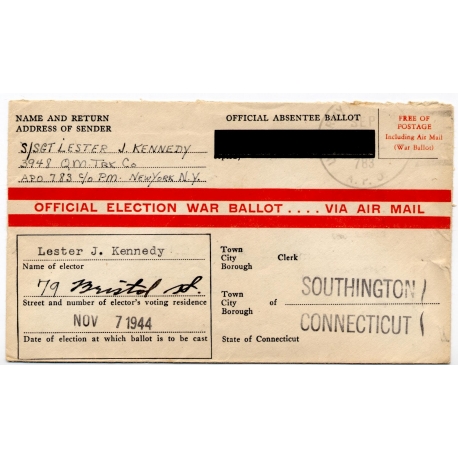 NAME AND RETURN
ADDRESS OF SENDER
S/SGT LESTER J. KENNEDY
3948 QM TRK CO
APO 783 C/O P.M. NEW YORK N.Y.
OFFICIAL ABSENTEE BALLOT
SEP
783
A.P.O
FREE OF
POSTAGE
Including Air Mail
(War Ballot)
OFFICIAL ELECTION WAR BALLOT....VIA AIR MAIL
Lester J. Kennedy
Name of elector
79 Bristol St.
Street and number of elector's voting residence
NOV 7 1944
Date of election at which ballot is to be cast
Town
City Clerk
Borough
Town
City of SOUTHINGTON
Borough CONNECTICUT
State of Connecticut